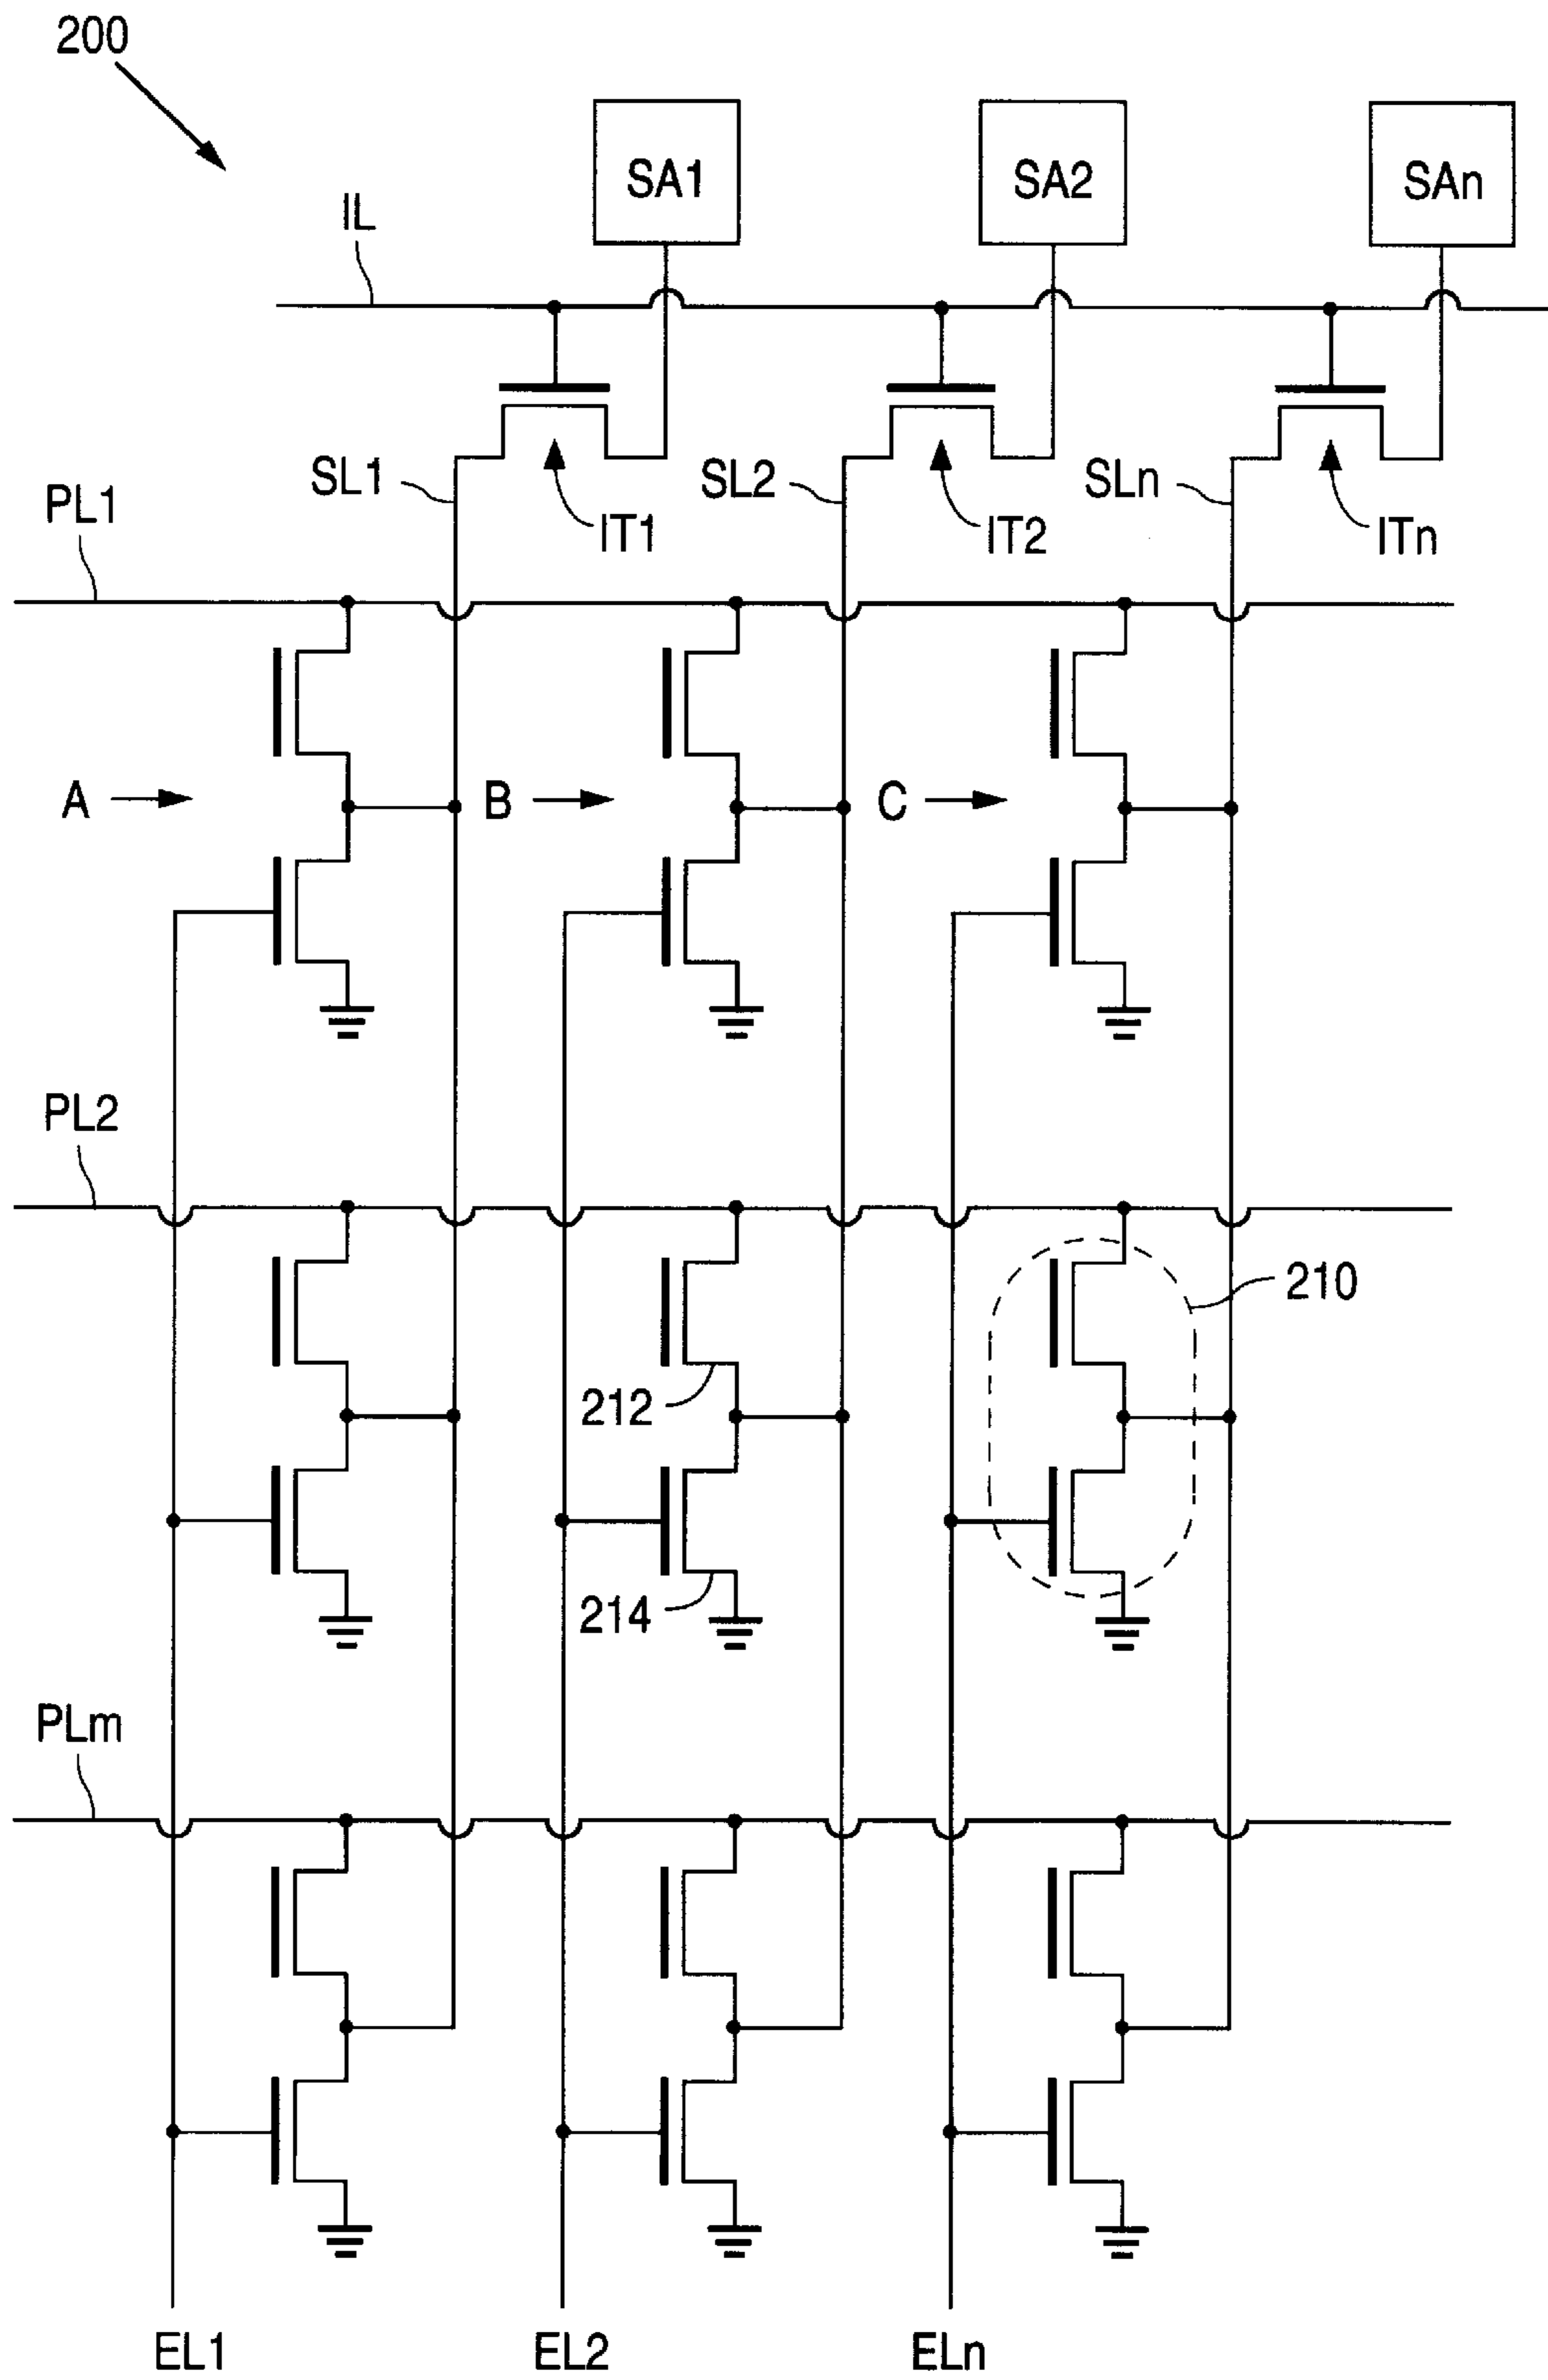 200
SA1
SA2
SAn
IL
SL1
SL2
SLn
PL1
IT1
IT2
ITn
A
B
C
PL2
210
212
214
PLm
EL1
EL2
ELn